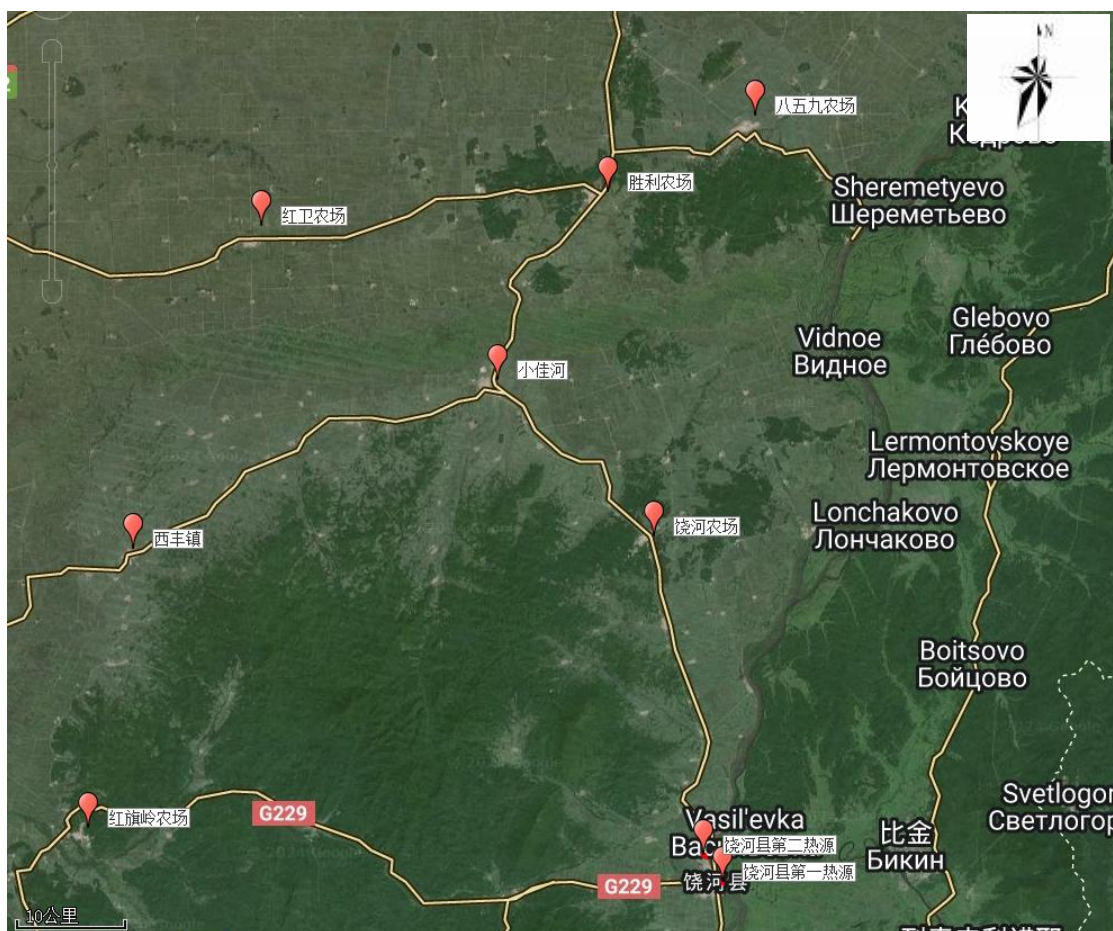 N
八五九农场
胜利农场
Sheremetyevo
Шереметьево
红卫农场
Glebovo
Глебово
Vidnoe
Видное
小佳河
Lermontovskoye
Лермонтовское
饶河农场
Lonchakovo
Лончаково
西丰镇
Boitsovo
Бойцово
红旗岭农场
G229
Svetlogor
Светлогор
Vasil'evka
饶河县第二热源
比金
Бикин
饶河县第一热源
饶河县
G229
10公里